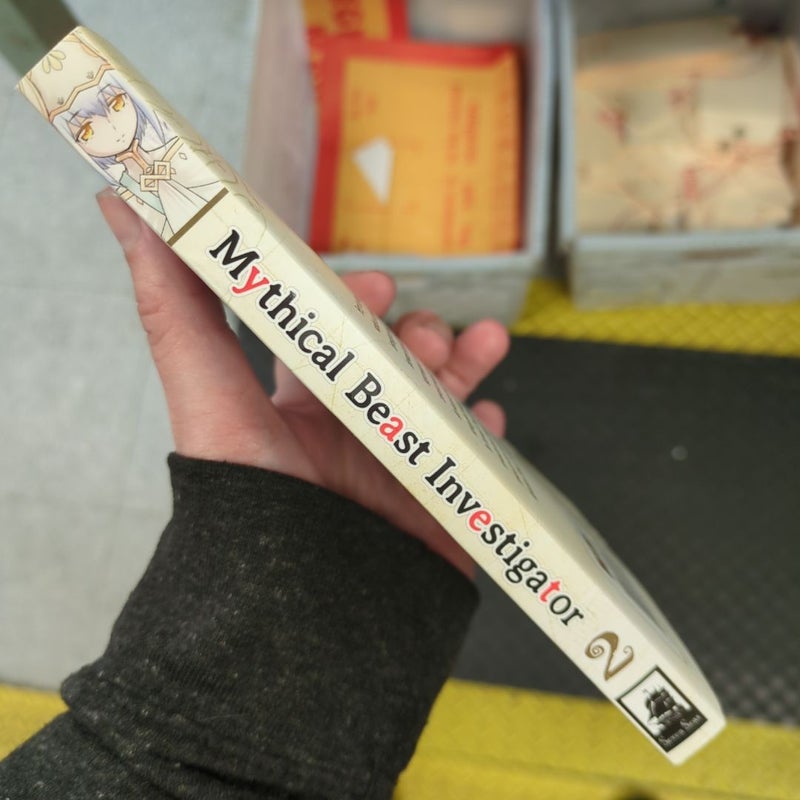 Mythical Beast Investigator
2
Seven Seas